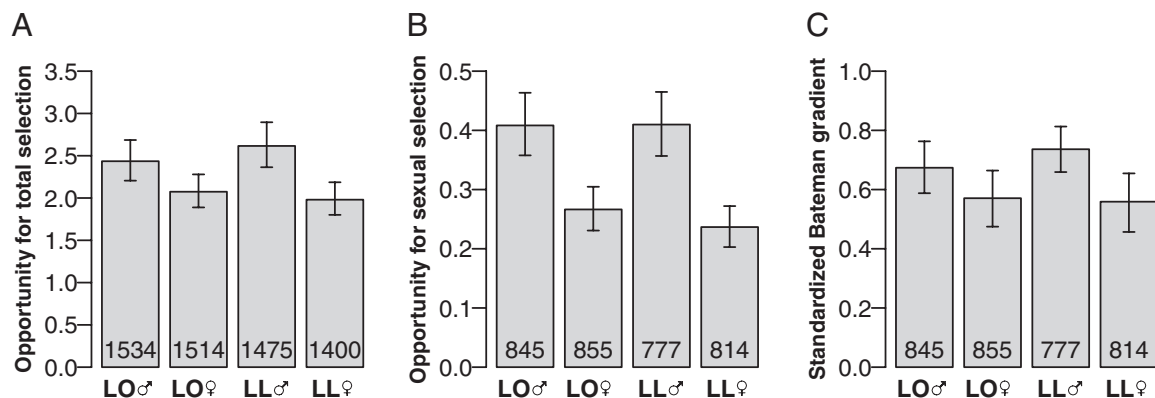 A
Opportunity for total selection
3.5
3.0
2.5
2.0
1.5
1.0
0.5
0.0
1534 1514 1475 1400
LO♂ LO♀ LL♂ LL♀
B
Opportunity for sexual selection
0.5
0.4
0.3
0.2
0.1
0.0
845 855 777 814
LO♂ LO♀ LL♂ LL♀
C
Standardized Bateman gradient
1.0
0.8
0.6
0.4
0.2
0.0
845 855 777 814
LO♂ LO♀ LL♂ LL♀